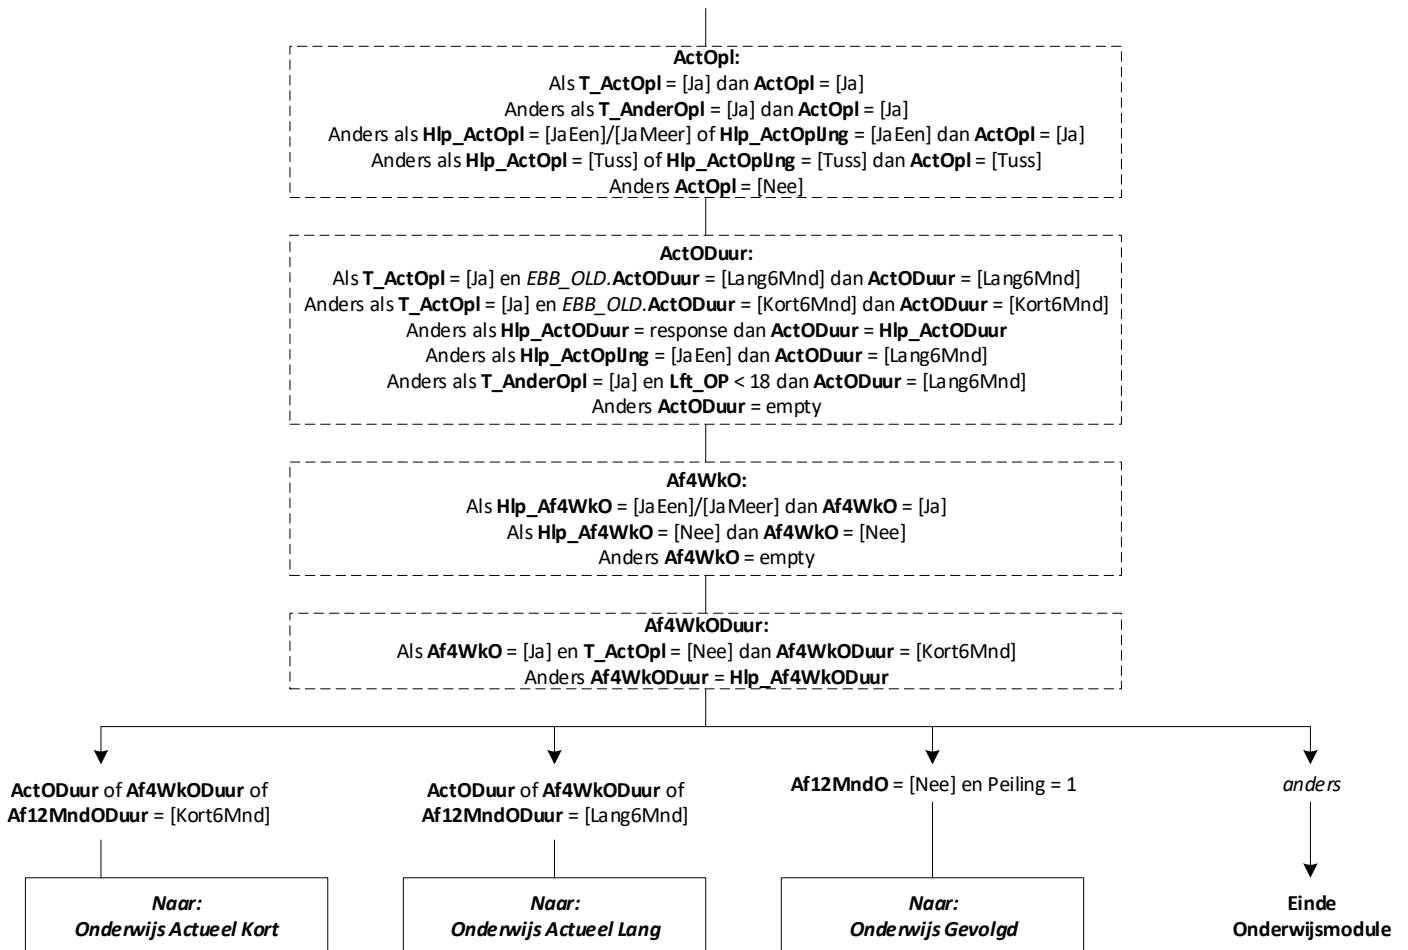 ActOpl:
Als T_ActOpl = [Ja] dan ActOpl = [Ja]
Anders als T_AnderOpl = [Ja] dan ActOpl = [Ja]
Anders als Hlp_ActOpl = [JaEen]/[JaMeer] of Hlp_ActOplJng = [JaEen] dan ActOpl = [Ja]
Anders als Hlp_ActOpl = [Tuss] of Hlp_ActOplJng = [Tuss] dan ActOpl = [Tuss]
Anders ActOpl = [Nee]
ActODuur:
Als T_ActOpl = [Ja] en EBB_OLD.ActODuur = [Lang6Mnd] dan ActODuur = [Lang6Mnd]
Anders als T_ActOpl = [Ja] en EBB_OLD.ActODuur = [Kort6Mnd] dan ActODuur = [Kort6Mnd]
Anders als Hlp_ActODuur = response dan ActODuur = Hlp_ActODuur
Anders als Hlp_ActOplJng = [JaEen] dan ActODuur = [Lang6Mnd]
Anders als T_AnderOpl = [Ja] en Lft_OP < 18 dan ActODuur = [Lang6Mnd]
Anders ActODuur = empty
Af4WkO:
Als Hlp_Af4WkO = [JaEen]/[JaMeer] dan Af4WkO = [Ja]
Als Hlp_Af4WkO = [Nee] dan Af4WkO = [Nee]
Anders Af4WkO = empty
Af4WkODuur:
Als Af4WkO = [Ja] en T_ActOpl = [Nee] dan Af4WkODuur = [Kort6Mnd]
Anders Af4WkODuur = Hlp_Af4WkODuur
ActODuur of Af4WkODuur of
Af12MndODuur = [Kort6Mnd]
ActODuur of Af4WkODuur of
Af12MndODuur = [Lang6Mnd]
Af12MndO = [Nee] en Peiling = 1
anders
Naar:
Onderwijs Actueel Kort
Naar:
Onderwijs Actueel Lang
Naar:
Onderwijs Gevolgd
Einde
Onderwijsmodule